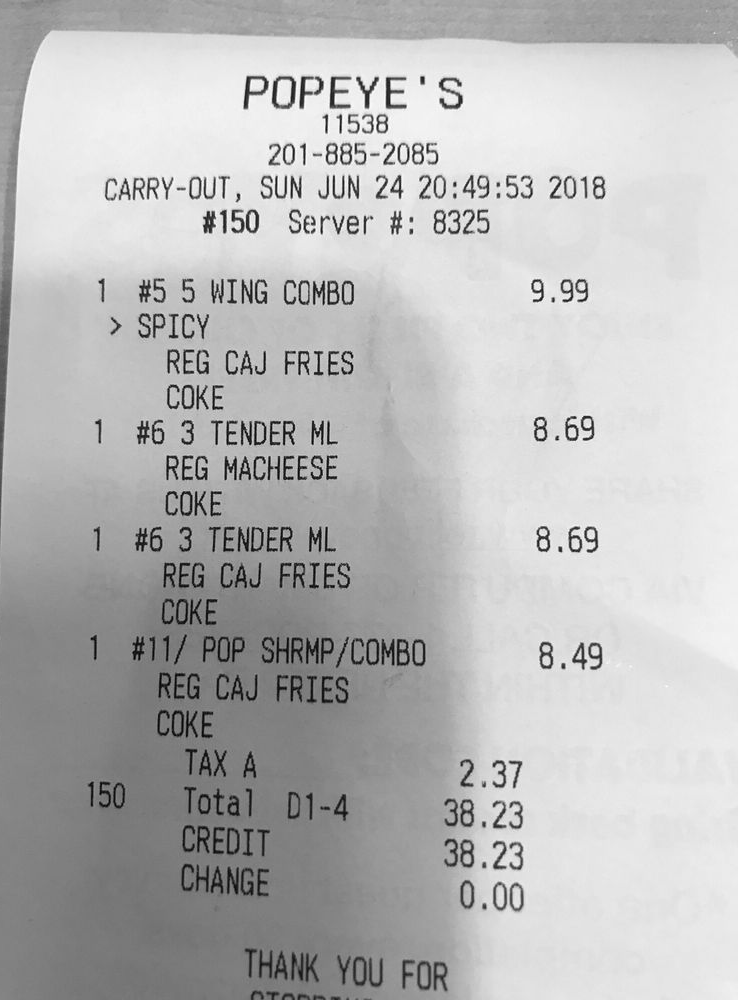 POPEYE'S
11538
201-885-2085
CARRY-OUT, SUN JUN 24 20:49:53 2018
#150 Server #: 8325
1 #5 5 WING COMBO 9.99
> SPICY
REG CAJ FRIES
COKE
1 #6 3 TENDER ML 8.69
REG MACHEESE
COKE
1 #6 3 TENDER ML 8.69
REG CAJ FRIES
COKE
1 #11/ POP SHRMP/COMBO 8.49
REG CAJ FRIES
COKE
TAX A 2.37
150 Total D1-4 38.23
CREDIT 38.23
CHANGE 0.00
THANK YOU FOR